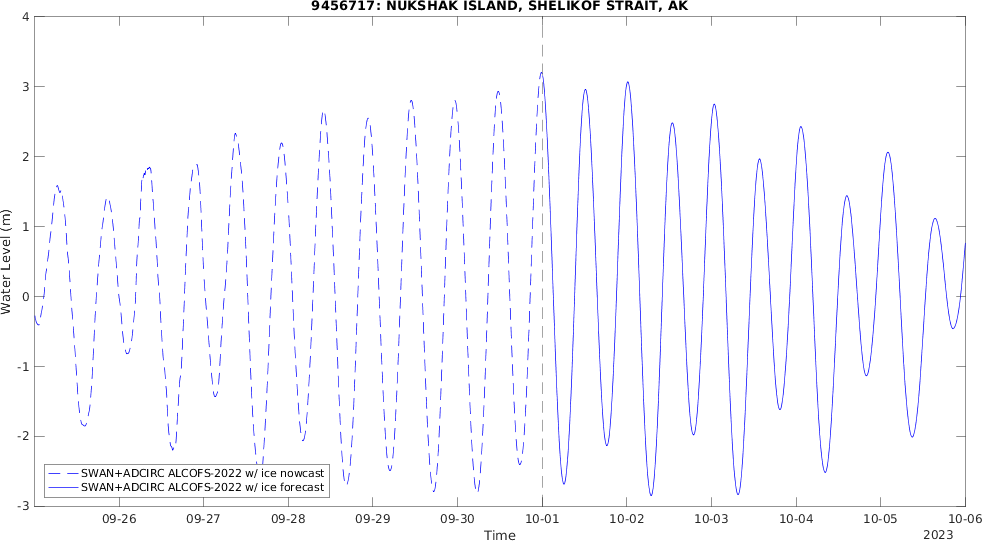 9456717: NUKSHAK ISLAND, SHELIKOF STRAIT, AK
4
3
2
1
0
-1
-2
-3
Water Level (m)
SWAN+ADCIRC ALCOFS-2022 w/ ice nowcast
SWAN+ADCIRC ALCOFS-2022 w/ ice forecast
09-26 09-27 09-28 09-29 09-30 10-01 10-02 10-03 10-04 10-05 10-06
Time
2023